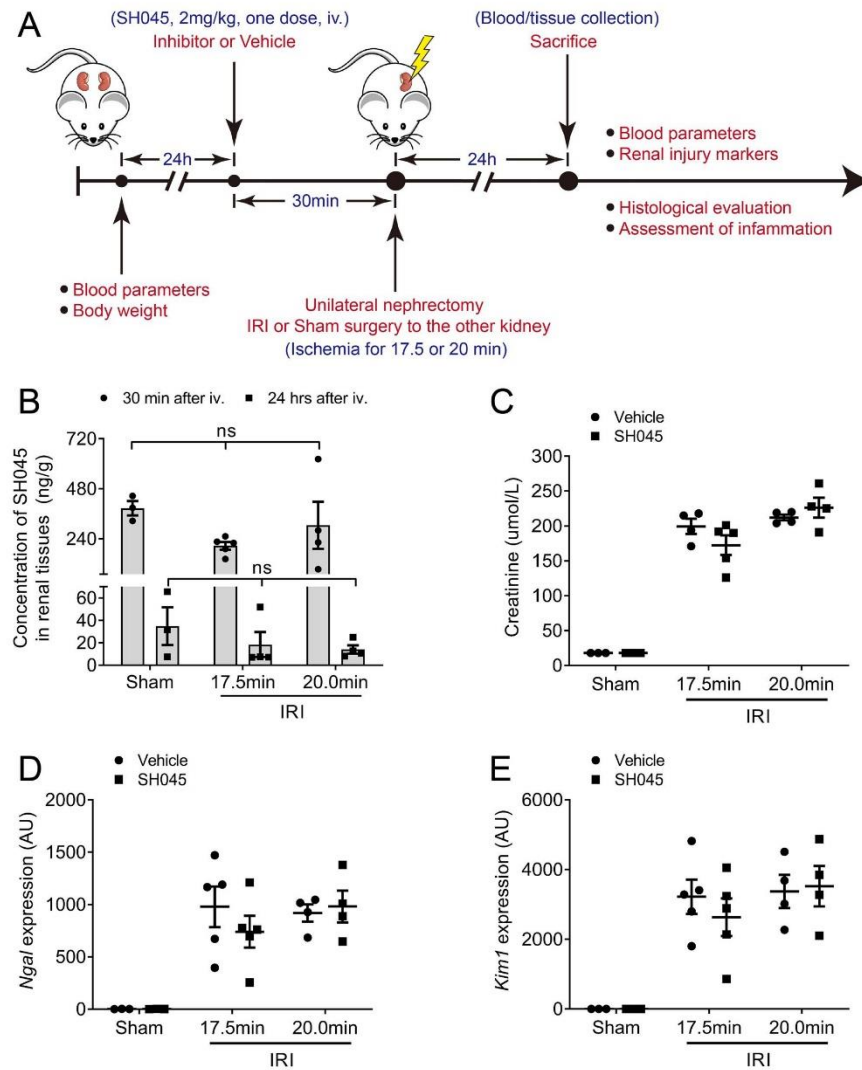 A
(SH045, 2mg/kg, one dose, iv.)
Inhibitor or Vehicle
(Blood/tissue collection)
Sacrifice
24h
24h
30min
Blood parameters
Renal injury markers
Histological evaluation
Assessment of infammation
Blood parameters
Body weight
Unilateral nephrectomy
IRI or Sham surgery to the other kidney
(Ischemia for 17.5 or 20 min)
B
30 min after iv.
24 hrs after iv.
Concentration of SH045
in renal tissues (ng/g)
720
480
240
60
40
20
0
ns
ns
Sham
17.5min
20.0min
IRI
C
Vehicle
SH045
Creatinine (umol/L)
300
250
200
150
100
50
0
Sham
17.5min
20.0min
IRI
D
Vehicle
SH045
Ngal expression (AU)
2000
1500
1000
500
0
Sham
17.5min
20.0min
IRI
E
Vehicle
SH045
Kim1 expression (AU)
6000
4000
2000
0
Sham
17.5min
20.0min
IRI